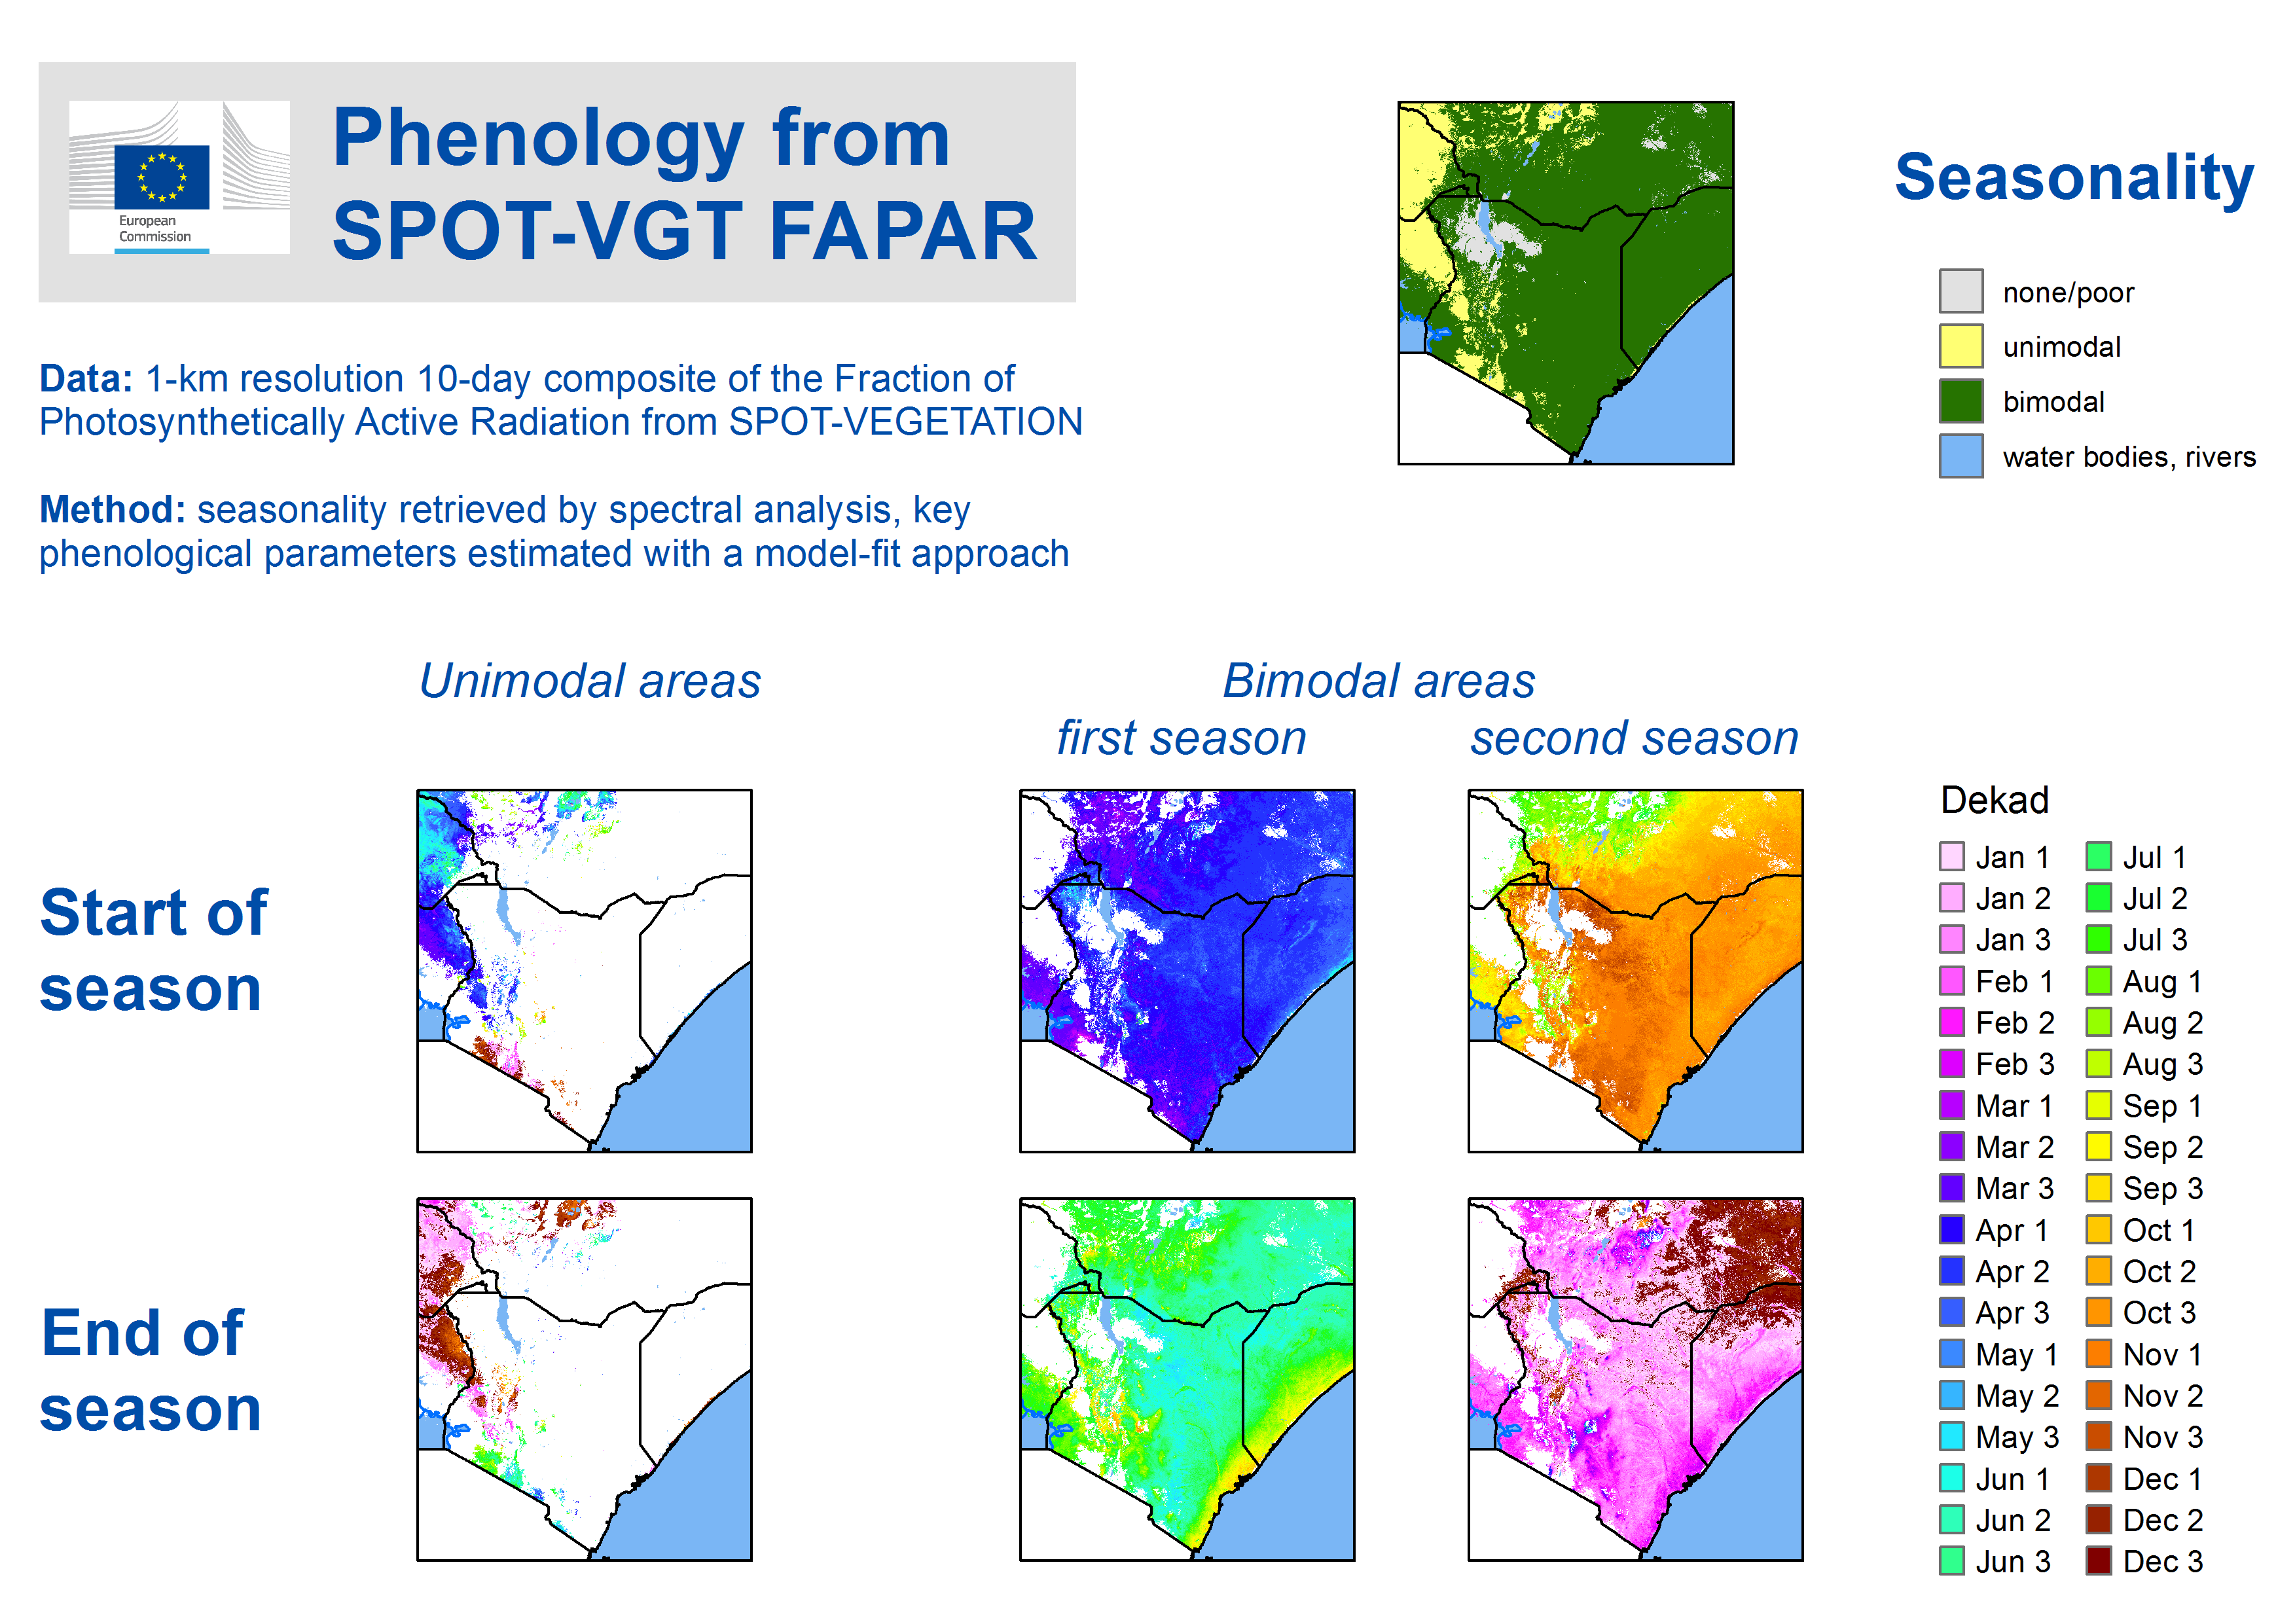 Phenology from
SPOT-VGT FAPAR
European
Commission
Data: 1-km resolution 10-day composite of the Fraction of
Photosynthetically Active Radiation from SPOT-VEGETATION
Method: seasonality retrieved by spectral analysis, key
phenological parameters estimated with a model-fit approach
Seasonality
none/poor
unimodal
bimodal
water bodies, rivers
Unimodal areas
Bimodal areas
first season
second season
Start of
season
End of
season
Dekad
Jan 1
Jan 2
Jan 3
Feb 1
Feb 2
Feb 3
Mar 1
Mar 2
Mar 3
Apr 1
Apr 2
Apr 3
May 1
May 2
May 3
Jun 1
Jun 2
Jun 3
Jul 1
Jul 2
Jul 3
Aug 1
Aug 2
Aug 3
Sep 1
Sep 2
Sep 3
Oct 1
Oct 2
Oct 3
Nov 1
Nov 2
Nov 3
Dec 1
Dec 2
Dec 3